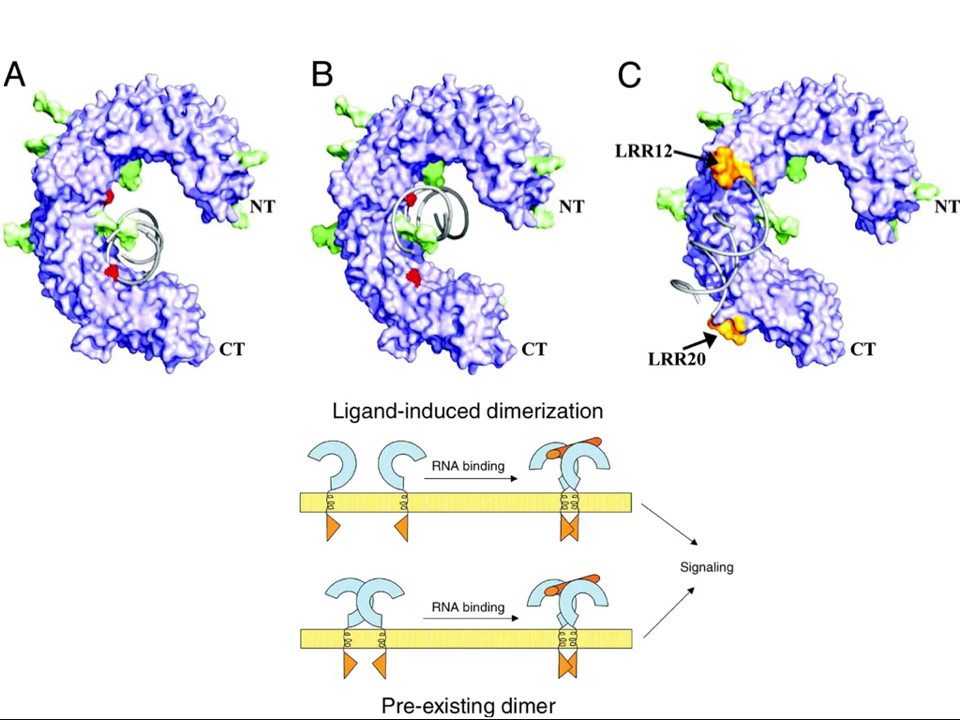 A
B
C
LRR12
NT
NT
NT
CT
CT
CT
LRR20
Ligand-induced dimerization
RNA binding
Signaling
RNA binding
Pre-existing dimer